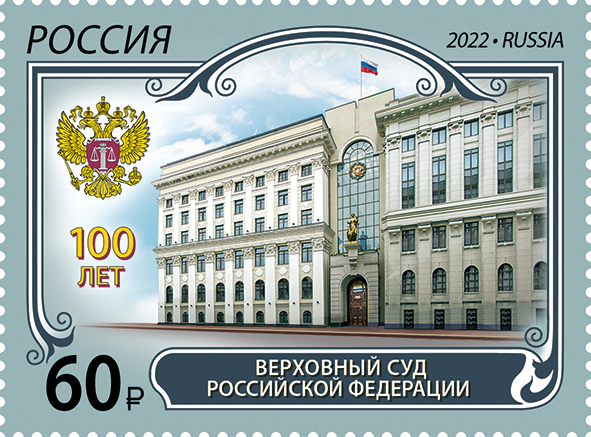 РОССИЯ
2022 • RUSSIA
100
ЛЕТ
60₽
ВЕРХОВНЫЙ СУД
РОССИЙСКОЙ ФЕДЕРАЦИИ